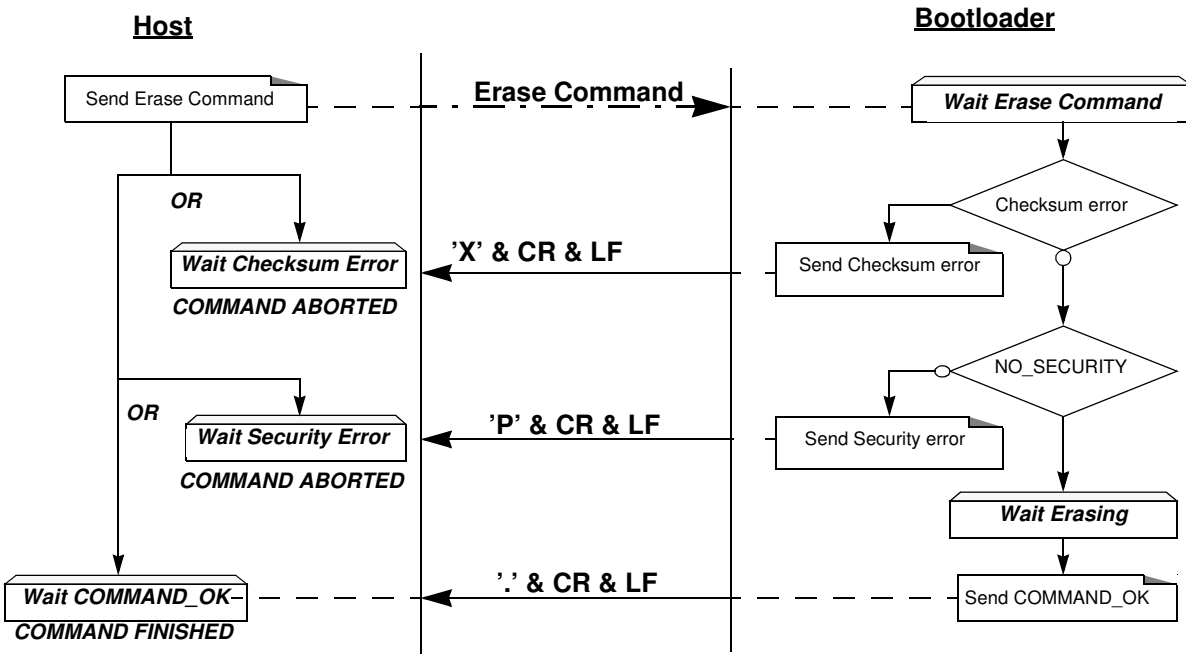 Host
Bootloader
Send Erase Command
Erase Command
Wait Erase Command
OR
Checksum error
Wait Checksum Error
'X' & CR & LF
Send Checksum error
COMMAND ABORTED
NO_SECURITY
OR
Wait Security Error
'P' & CR & LF
Send Security error
COMMAND ABORTED
Wait Erasing
'.' & CR & LF
Wait COMMAND_OK
Send COMMAND_OK
COMMAND FINISHED